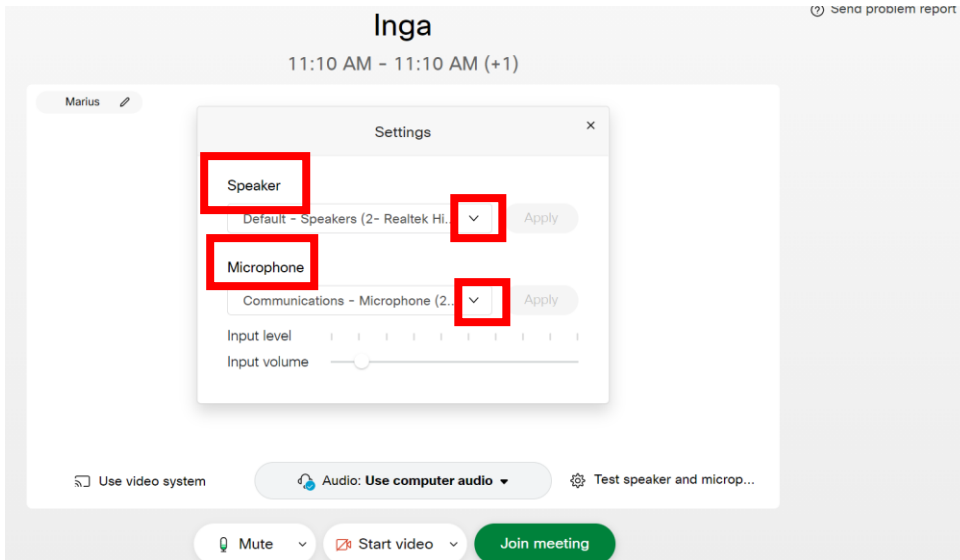 Send problem report
Inga
11:10 AM - 11:10 AM (+1)
Marius
Settings
Speaker
Default - Speakers (2- Realtek Hi...
Apply
Microphone
Communications - Microphone (2...
Apply
Input level
Input volume
Use video system
Audio: Use computer audio
Test speaker and microp...
Mute
Start video
Join meeting